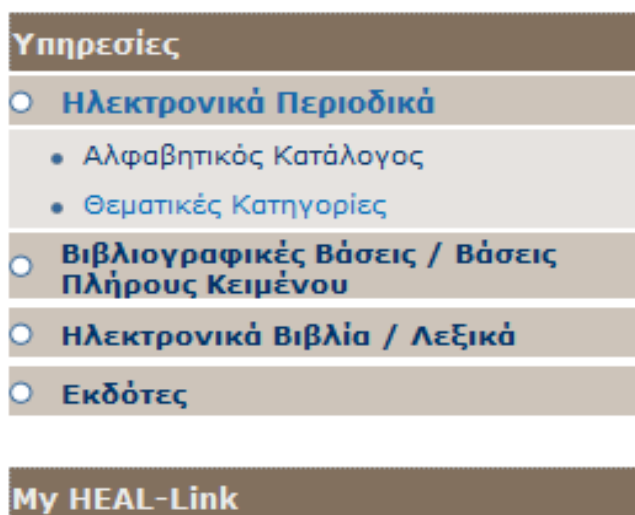 Υπηρεσίες
Ηλεκτρονικά Περιοδικά
Αλφαβητικός Κατάλογος
Θεματικές Κατηγορίες
Βιβλιογραφικές Βάσεις / Βάσεις
Πλήρους Κειμένου
Ηλεκτρονικά Βιβλία / Λεξικά
Εκδότες
My HEAL-Link